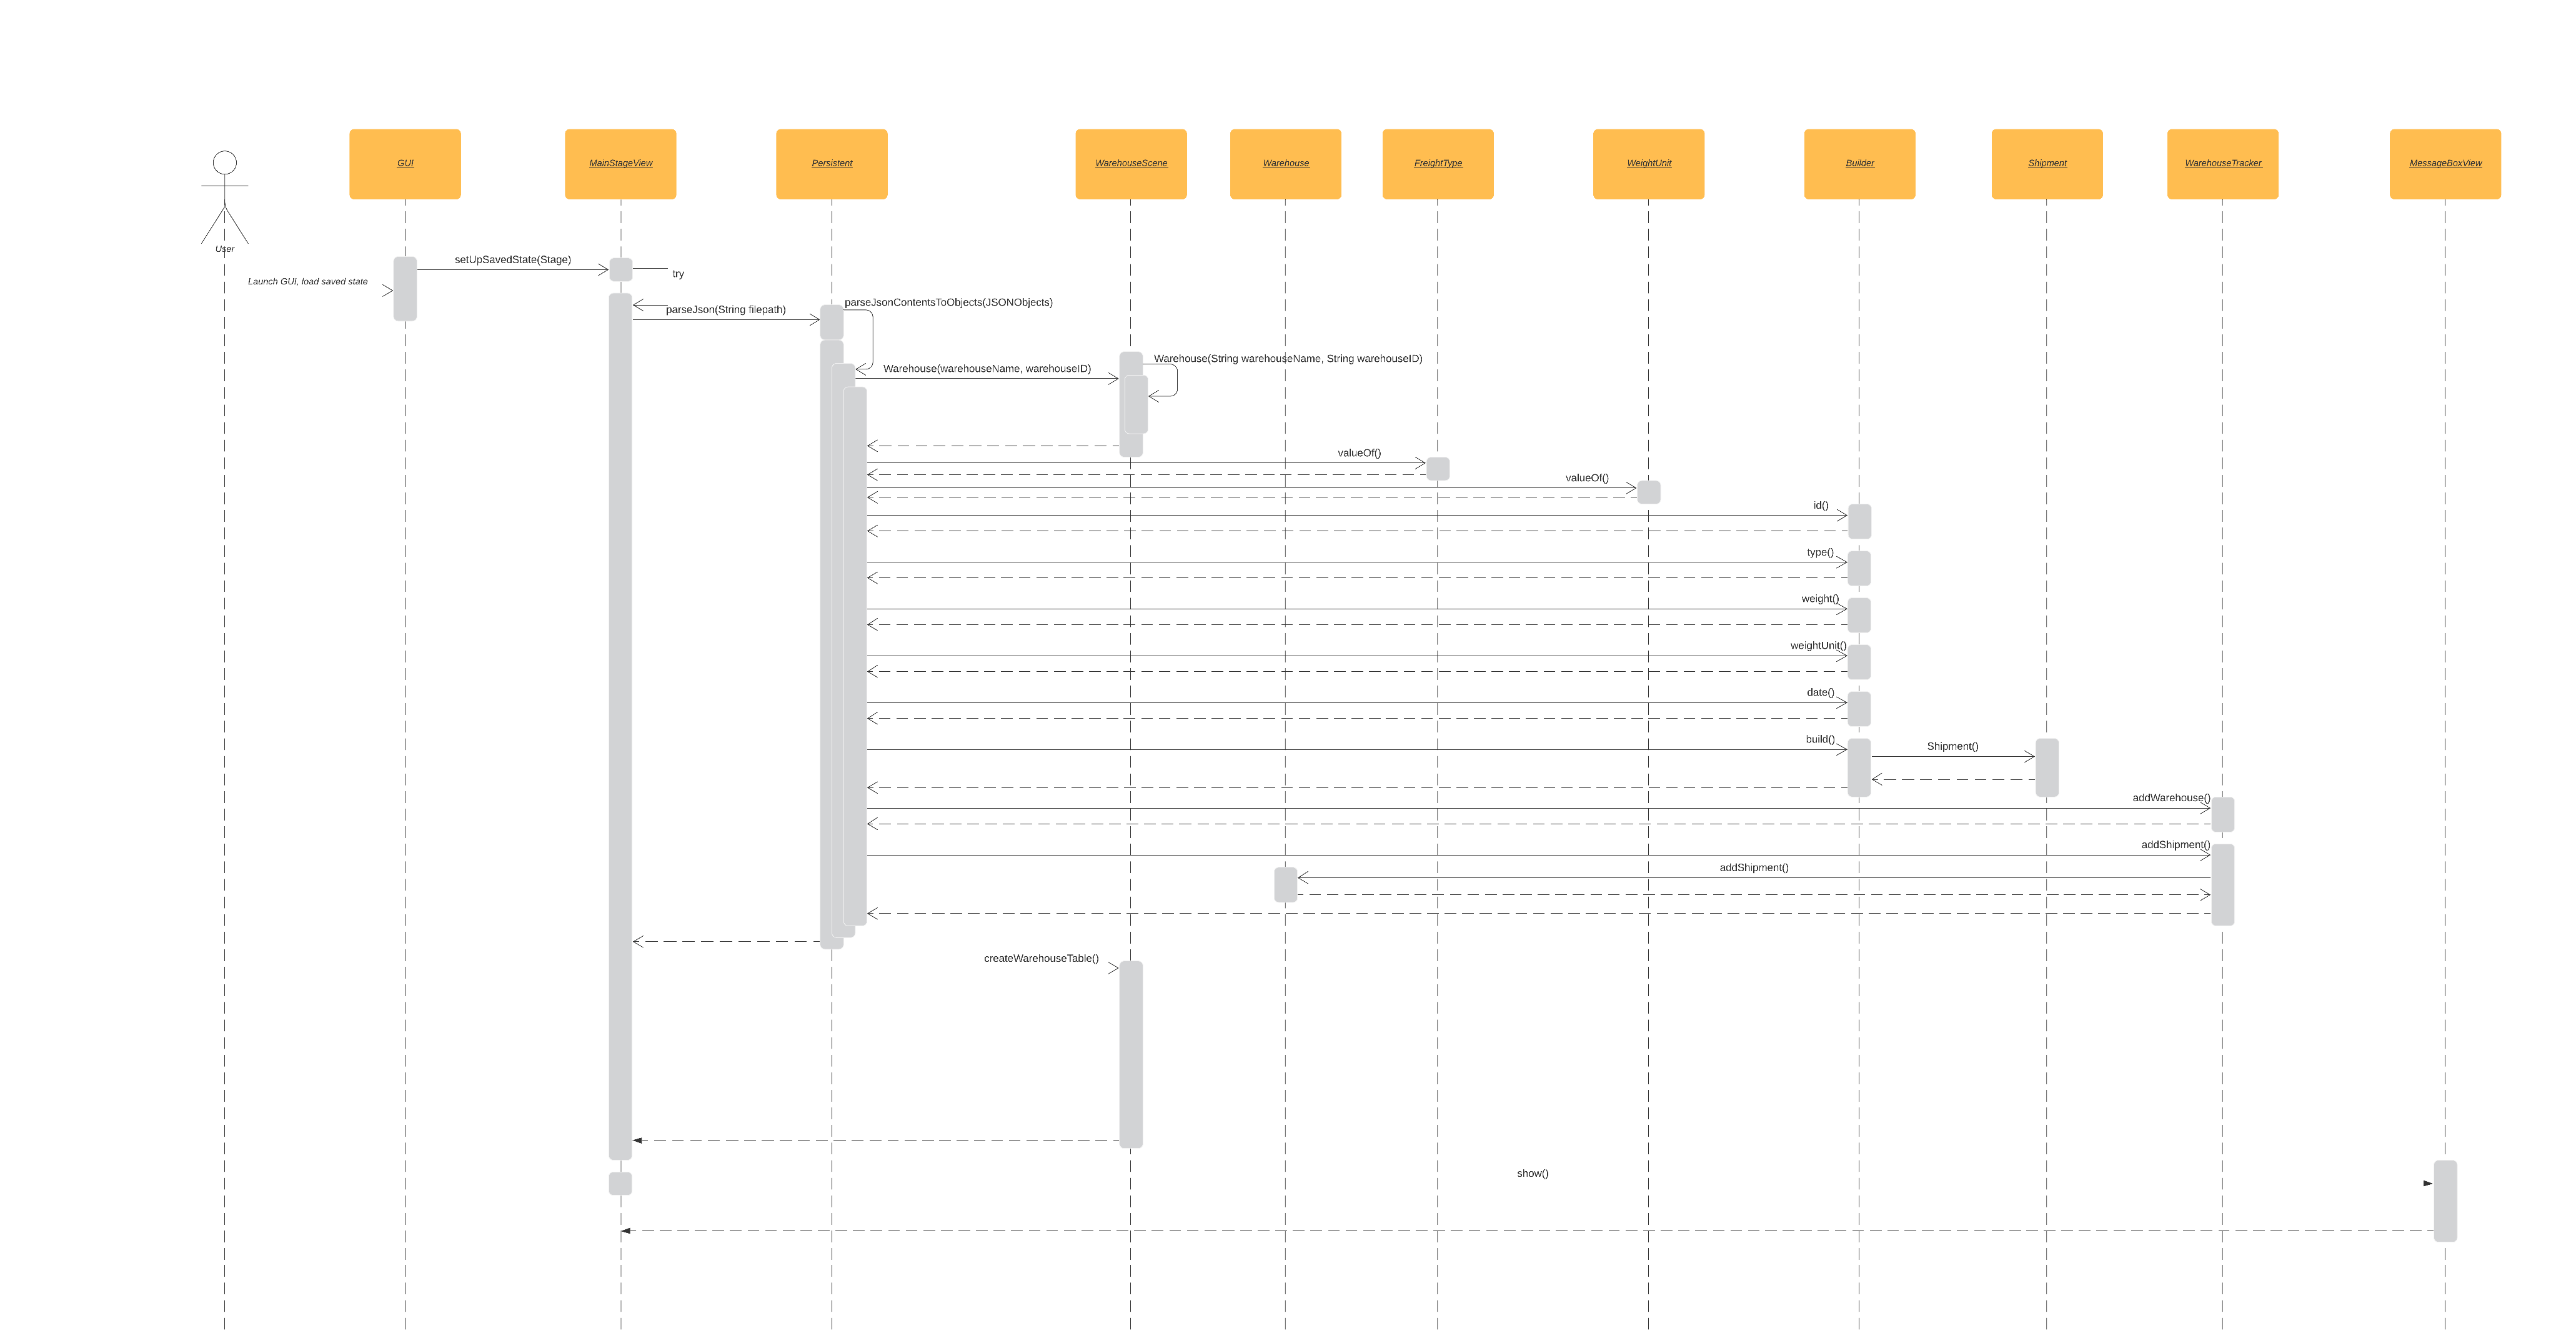 GUI
MainStageView
Persistent
WarehouseScene
Warehouse
FreightType
WeightUnit
Builder
Shipment
WarehouseTracker
MessageBoxView
User
setUpSavedState(Stage)
try
Launch GUI, load saved state
parseJsonContentsToObjects(JSONObjects)
parseJson(String filepath)
Warehouse(String warehouseName, String warehouseID)
Warehouse(warehouseName, warehouseID)
valueOf()
valueOf()
id()
type()
weight()
weightUnit()
date()
build()
Shipment()
addWarehouse()
addShipment()
addShipment()
createWarehouseTable()
show()